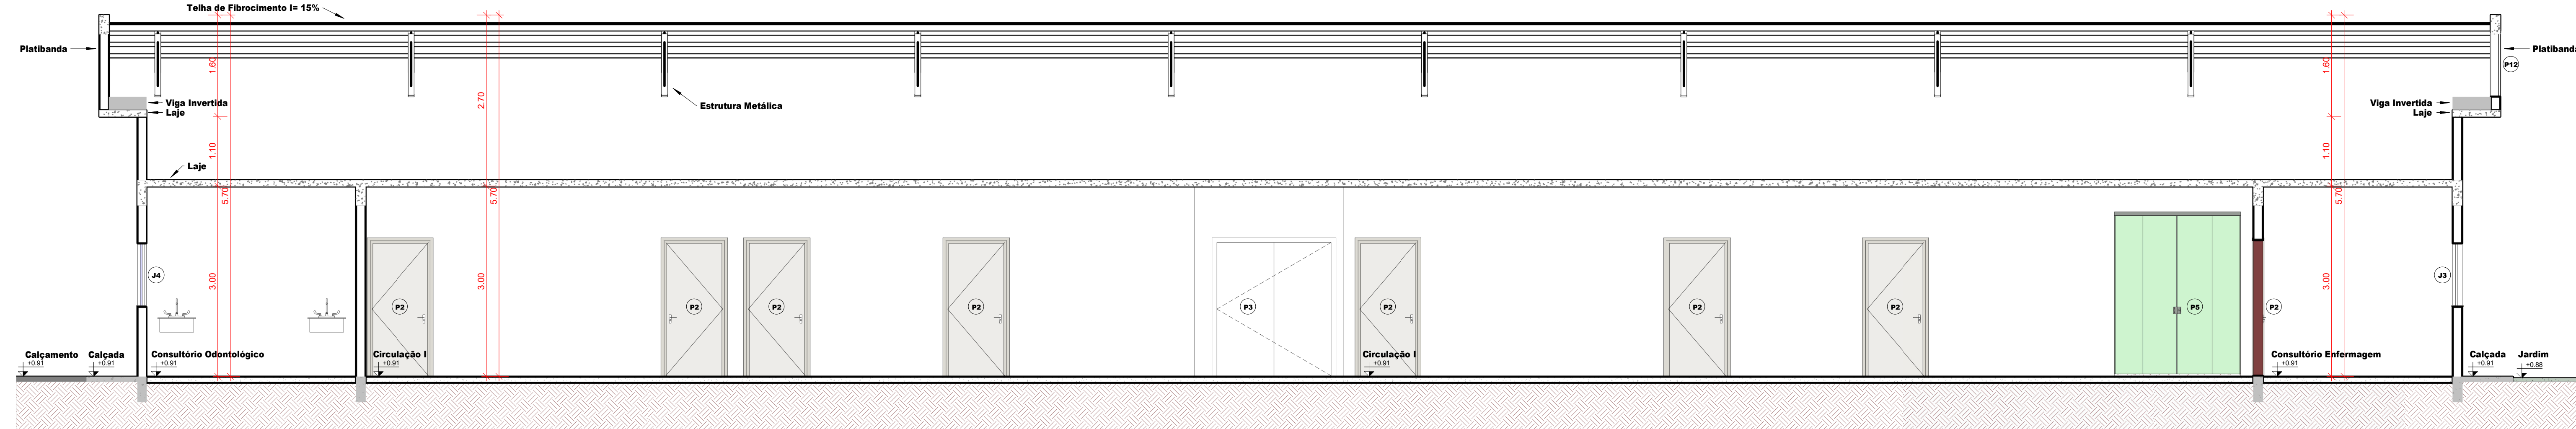 Telha de Fibrocimento I= 15%
Platibanda
Platibanda
1.60
2.70
1.60
P12
Viga Invertida
Estrutura Metálica
Viga Invertida
Laje
Laje
1.10
1.10
Laje
5.70
5.70
5.70
J4
J3
3.00
3.00
3.00
P2
P2
P2
P2
P3
P2
P2
P2
P5
P2
Calçamento
+0.91
Calçada
+0.91
Consultório Odontológico
+0.91
Circulação I
+0.91
Circulação I
+0.91
Consultório Enfermagem
+0.91
Calçada
+0.91
Jardim
+0.88